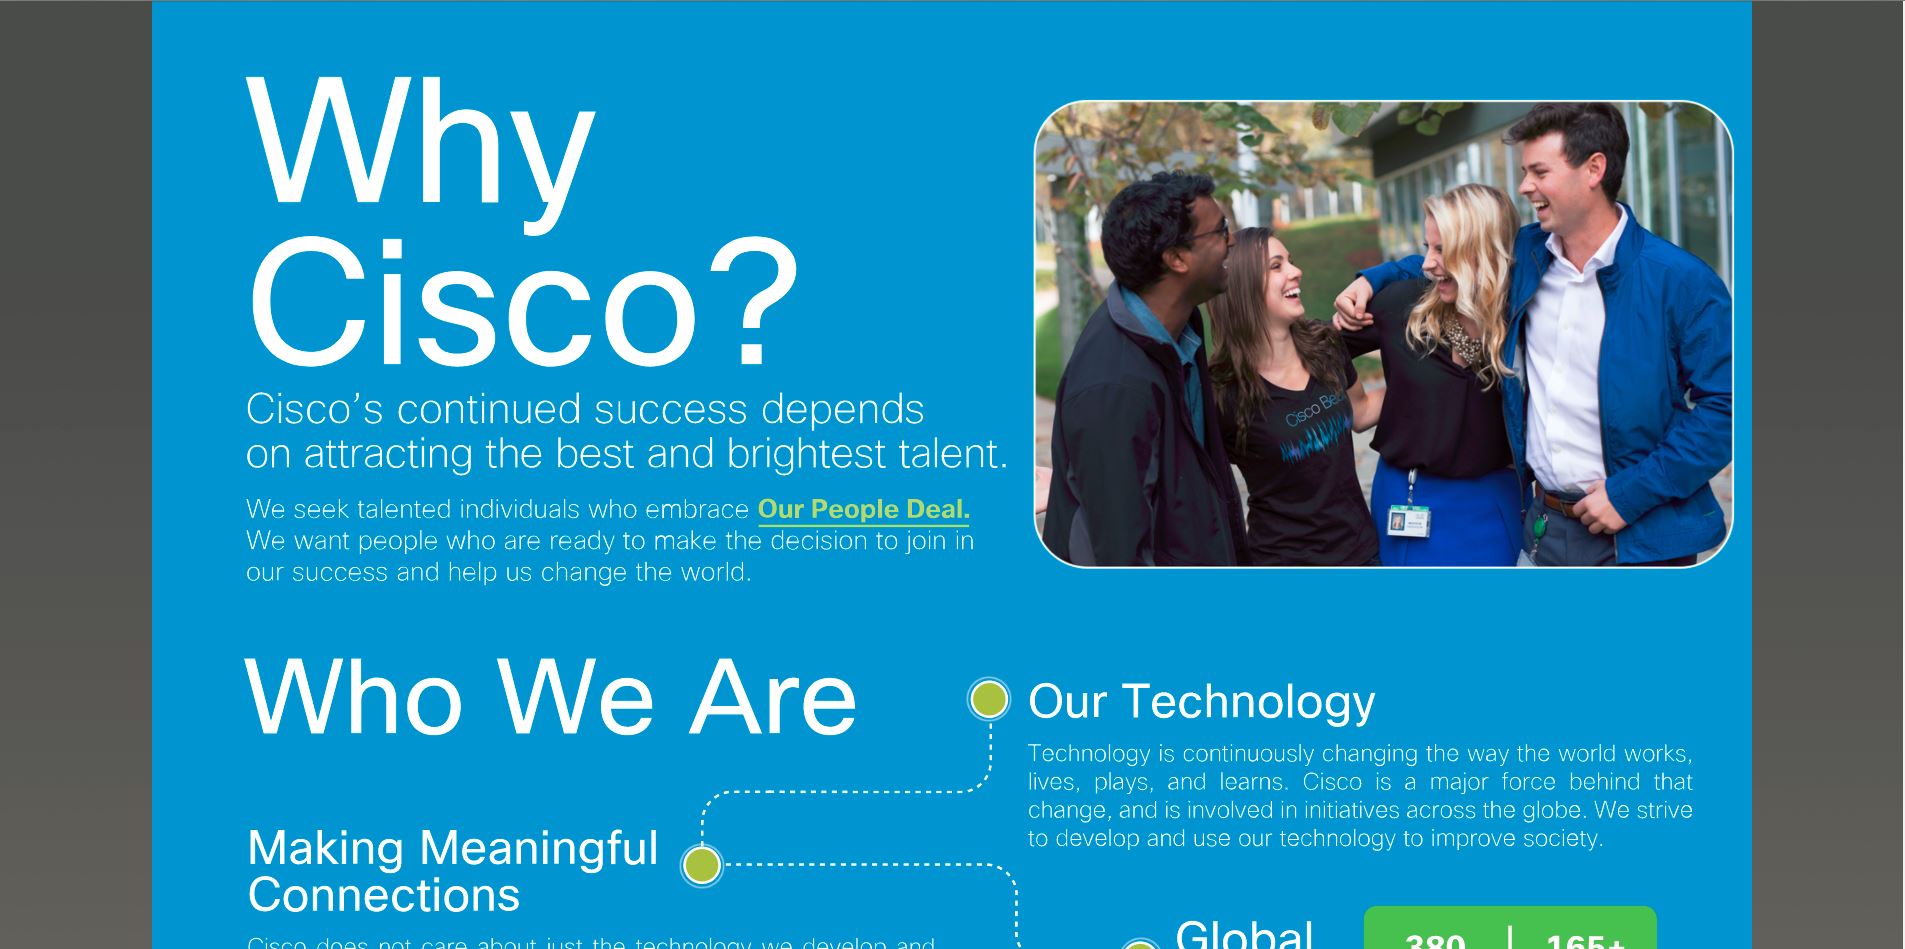 Why
Cisco?
Cisco's continued success depends
on attracting the best and brightest talent.
We seek talented individuals who embrace Our People Deal.
We want people who are ready to make the decision to join in
our success and help us change the world.
Cisco
Who We Are
Our Technology
Technology is continuously changing the way the world works,
lives, plays, and learns. Cisco is a major force behind that
change, and is involved in initiatives across the globe. We strive
to develop and use our technology to improve society.
Making Meaningful
Connections
Cisco does not care about just the technology we develop and
Global
380 165+